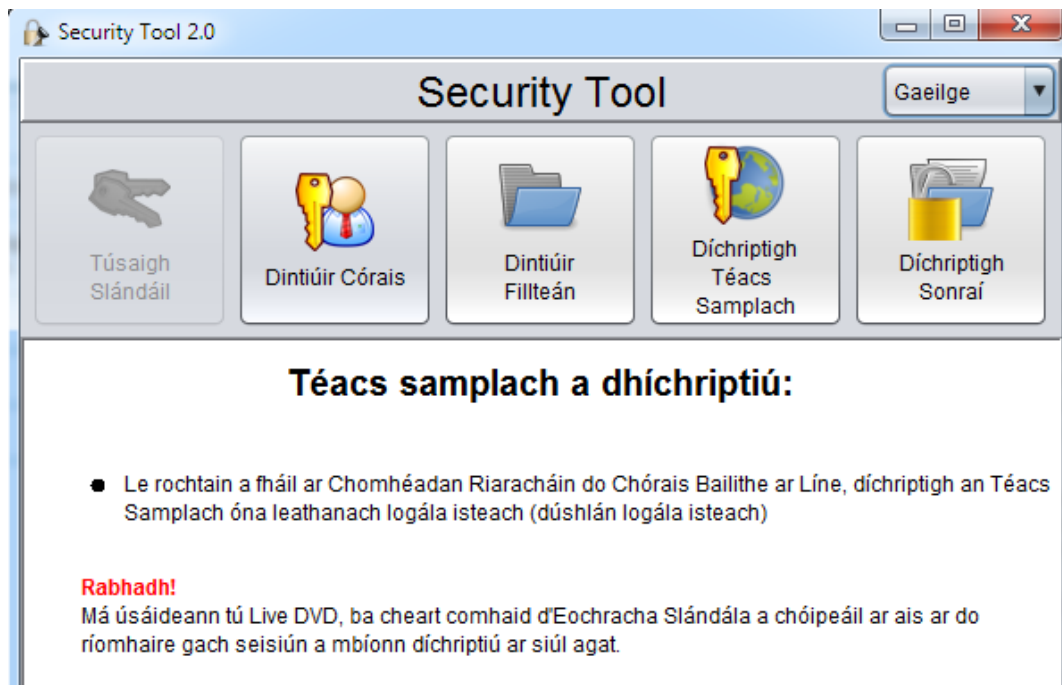 Security Tool 2.0
Security Tool
Gaeilge
Túsaigh
Slándáil
Dintiúir Córais
Dintiúir
Fillteán
Díchriptigh
Téacs
Samplach
Díchriptigh
Sonraí
Téacs samplach a dhíchriptiú:
Le rochtain a fháil ar Chomhéadan Riaracháin do Chórais Bailithe ar Líne, díchriptigh an Téacs
Samplach óna leathanach logála isteach (dúshlán logála isteach)
Rabhadh!
Má úsáideann tú Live DVD, ba cheart comhaid d'Eochracha Slándála a chóipeáil ar ais ar do
ríomhaire gach seisiún a mbíonn díchriptiú ar siúl agat.